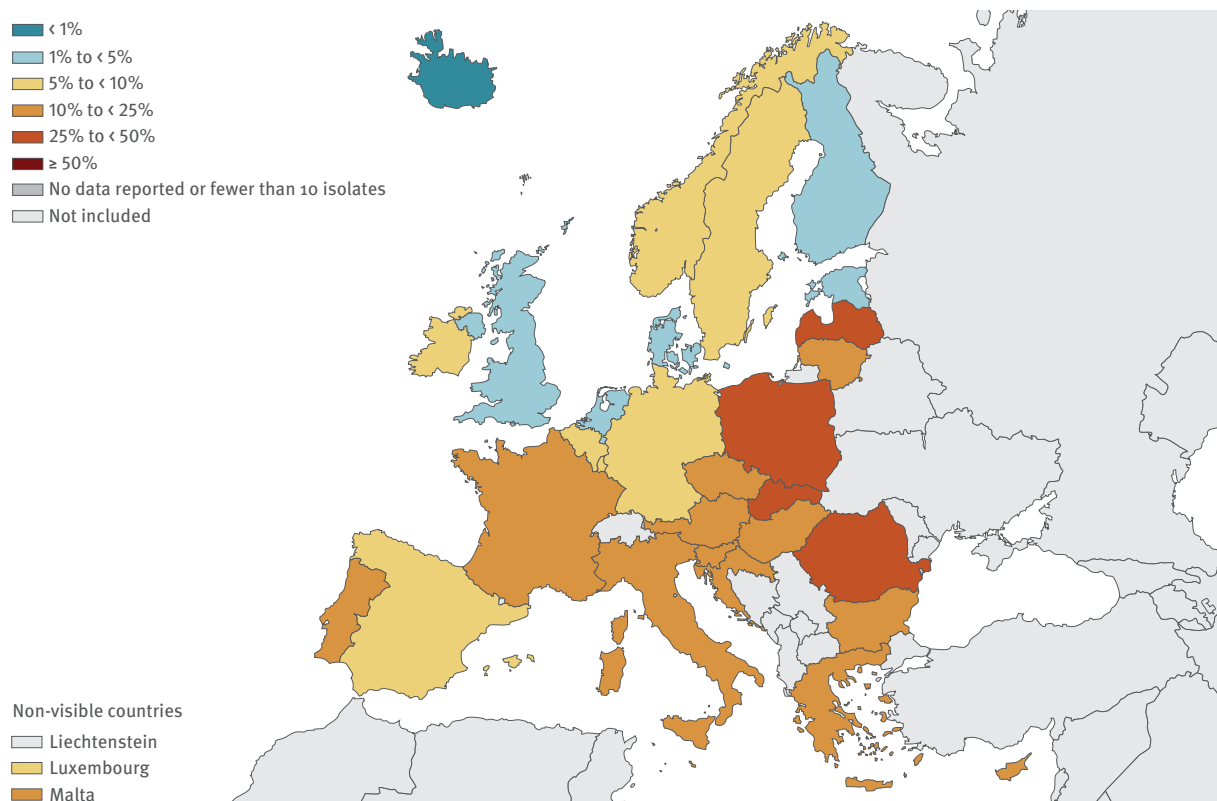 < 1%
1% to < 5%
5% to < 10%
10% to < 25%
25% to < 50%
≥ 50%
No data reported or fewer than 10 isolates
Not included
Non-visible countries
Liechtenstein
Luxembourg
Malta